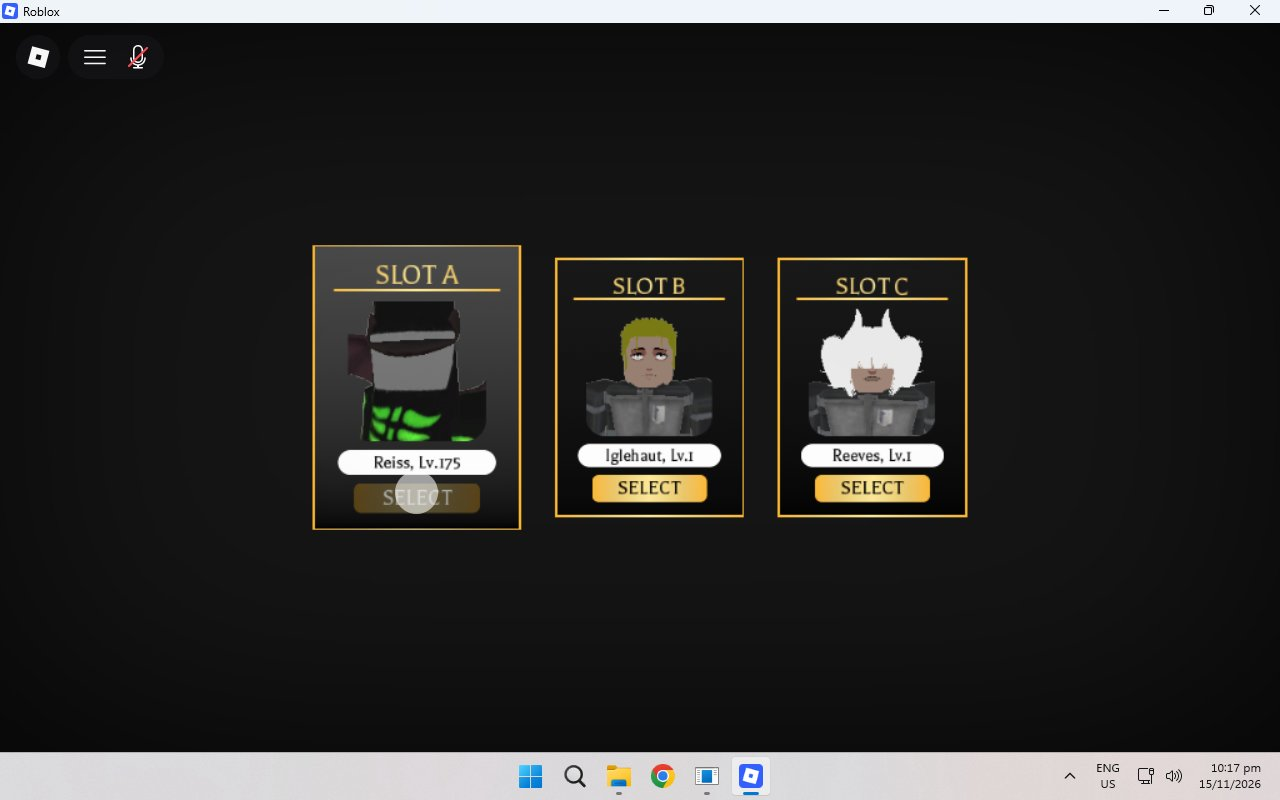 Roblox
SLOT A
Reiss, Lv.175
SELECT
SLOT B
Iglehaut, Lv.1
SELECT
SLOT C
Reeves, Lv.1
SELECT
ENG
US
10:17 pm
15/11/2026